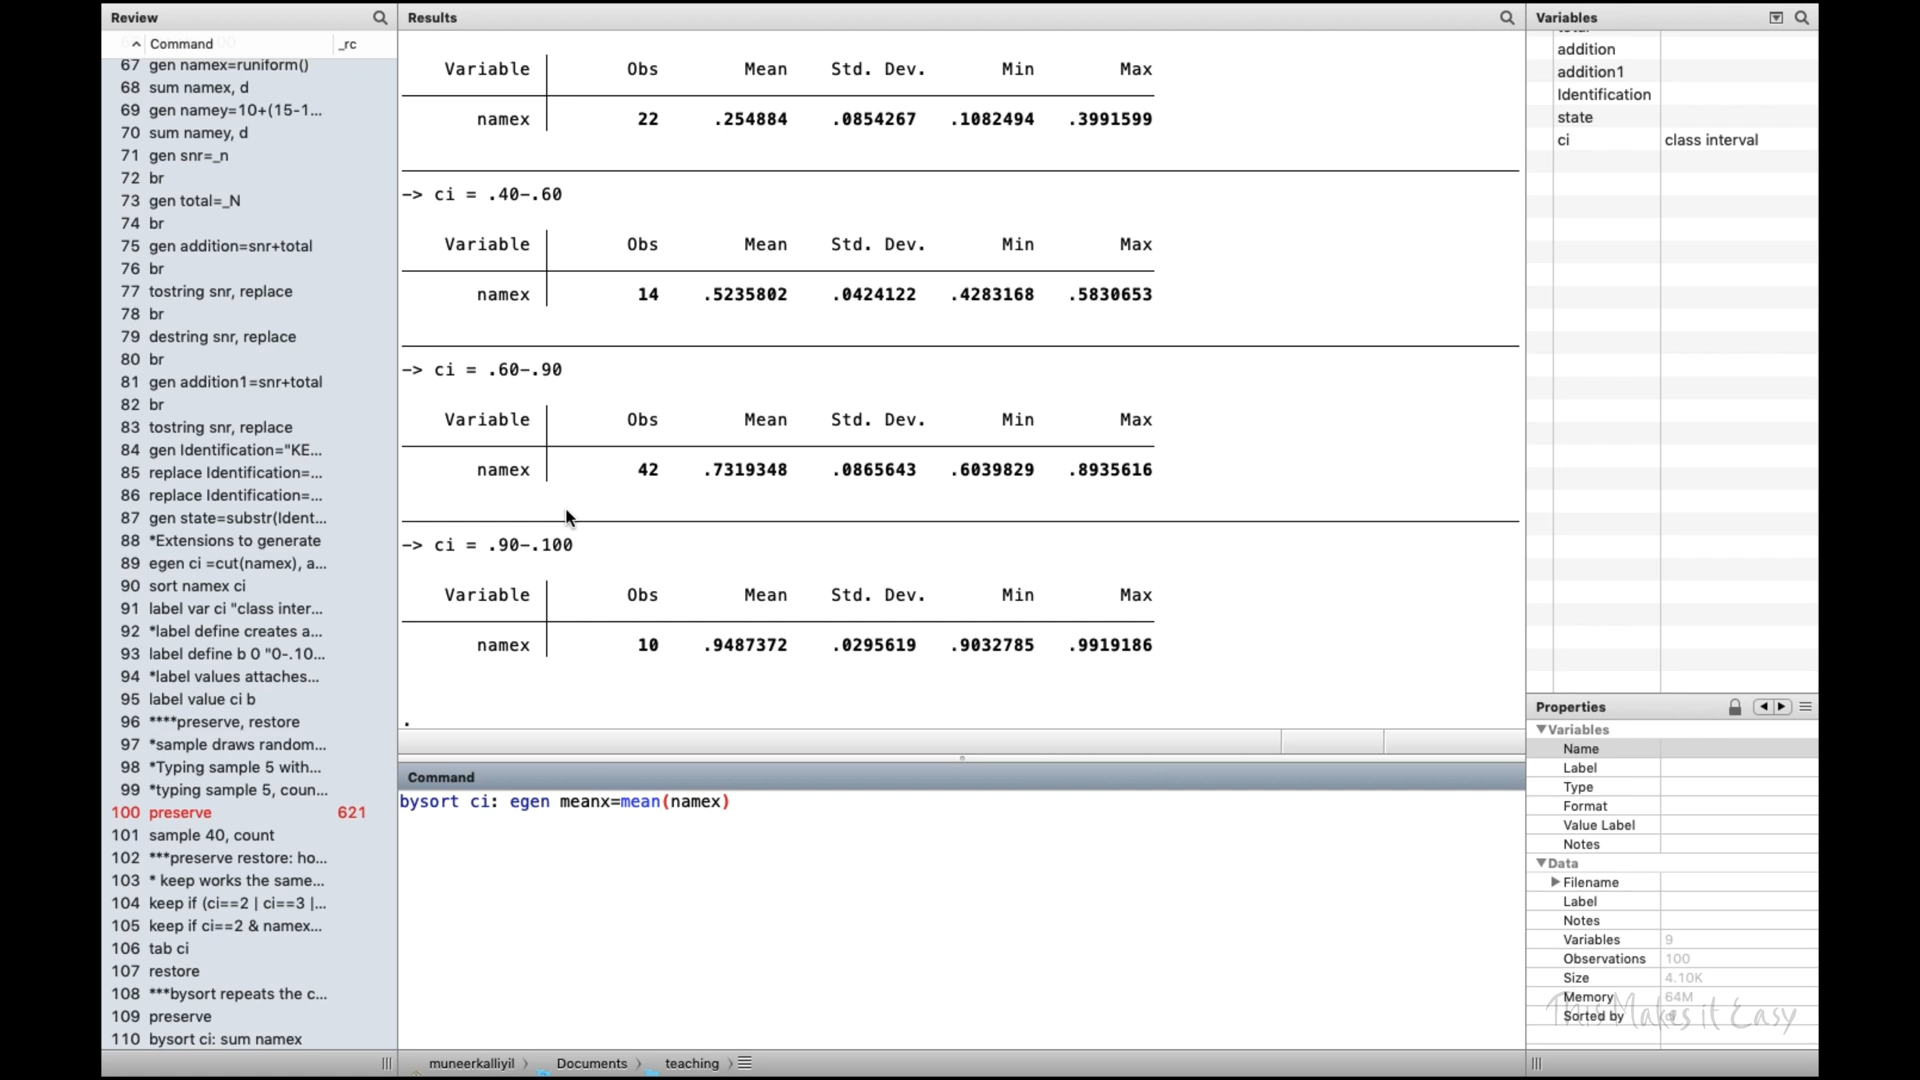 Review
Command _rc
67 gen namex=runiform()
68 sum namex, d
69 gen namey=10+(15-1...
70 sum namey, d
71 gen snr=_n
72 br
73 gen total=_N
74 br
75 gen addition=snr+total
76 br
77 tostring snr, replace
78 br
79 destring snr, replace
80 br
81 gen addition1=snr+total
82 br
83 tostring snr, replace
84 gen Identification="KE...
85 replace Identification=...
86 replace Identification=...
87 gen state=substr(Ident...
88 *Extensions to generate
89 egen ci =cut(namex), a...
90 sort namex ci
91 label var ci "class inter...
92 *label define creates a...
93 label define b 0 "0-.10...
94 *label values attaches...
95 label value ci b
96 ****preserve, restore
97 *sample draws random...
98 *Typing sample 5 with...
99 *typing sample 5, coun...
100 preserve 621
101 sample 40, count
102 ***preserve restore: ho...
103 * keep works the same...
104 keep if (ci==2 | ci==3 |...
105 keep if ci==2 & namex...
106 tab ci
107 restore
108 ***bysort repeats the c...
109 preserve
110 bysort ci: sum namex
Results
Variable Obs Mean Std. Dev. Min Max
namex 22 .254884 .0854267 .1082494 .3991599
-> ci = .40-.60
Variable Obs Mean Std. Dev. Min Max
namex 14 .5235802 .0424122 .4283168 .5830653
-> ci = .60-.90
Variable Obs Mean Std. Dev. Min Max
namex 42 .7319348 .0865643 .6039829 .8935616
-> ci = .90-.100
Variable Obs Mean Std. Dev. Min Max
namex 10 .9487372 .0295619 .9032785 .9919186
.
Command
bysort ci: egen meanx=mean(namex)
muneerkalliyil Documents teaching
Variables
addition
addition1
Identification
state
ci class interval
Properties
Variables
Name
Label
Type
Format
Value Label
Notes
Data
Filename
Label
Notes
Variables 9
Observations 100
Size 4.10K
Memory 64M
Sorted by
This Makes it Easy